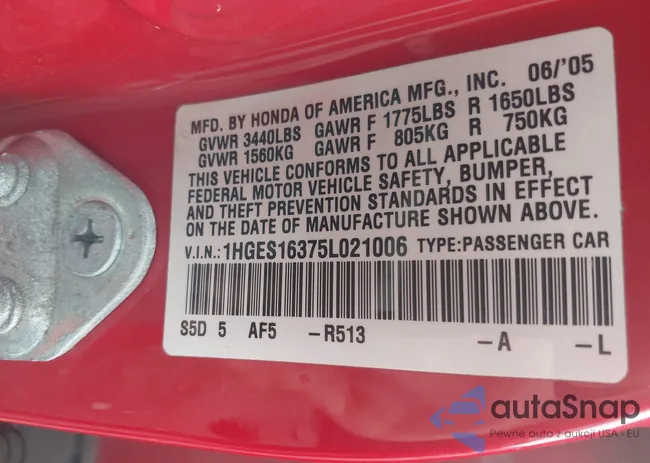 MFD. BY HONDA OF AMERICA MFG., INC. 06/'05
GVWR 3440LBS GAWR F 1775LBS R 1650LBS
GVWR 1560KG GAWR F 805KG R 750KG
THIS VEHICLE CONFORMS TO ALL APPLICABLE
FEDERAL MOTOR VEHICLE SAFETY, BUMPER,
AND THEFT PREVENTION STANDARDS IN EFFECT
ON THE DATE OF MANUFACTURE SHOWN ABOVE.
V.I.N.:1HGES16375L021006 TYPE:PASSENGER CAR
S5D 5 AF5 -R513 -A -L
autaSnap
Pewne auta z aukcji USA • EU